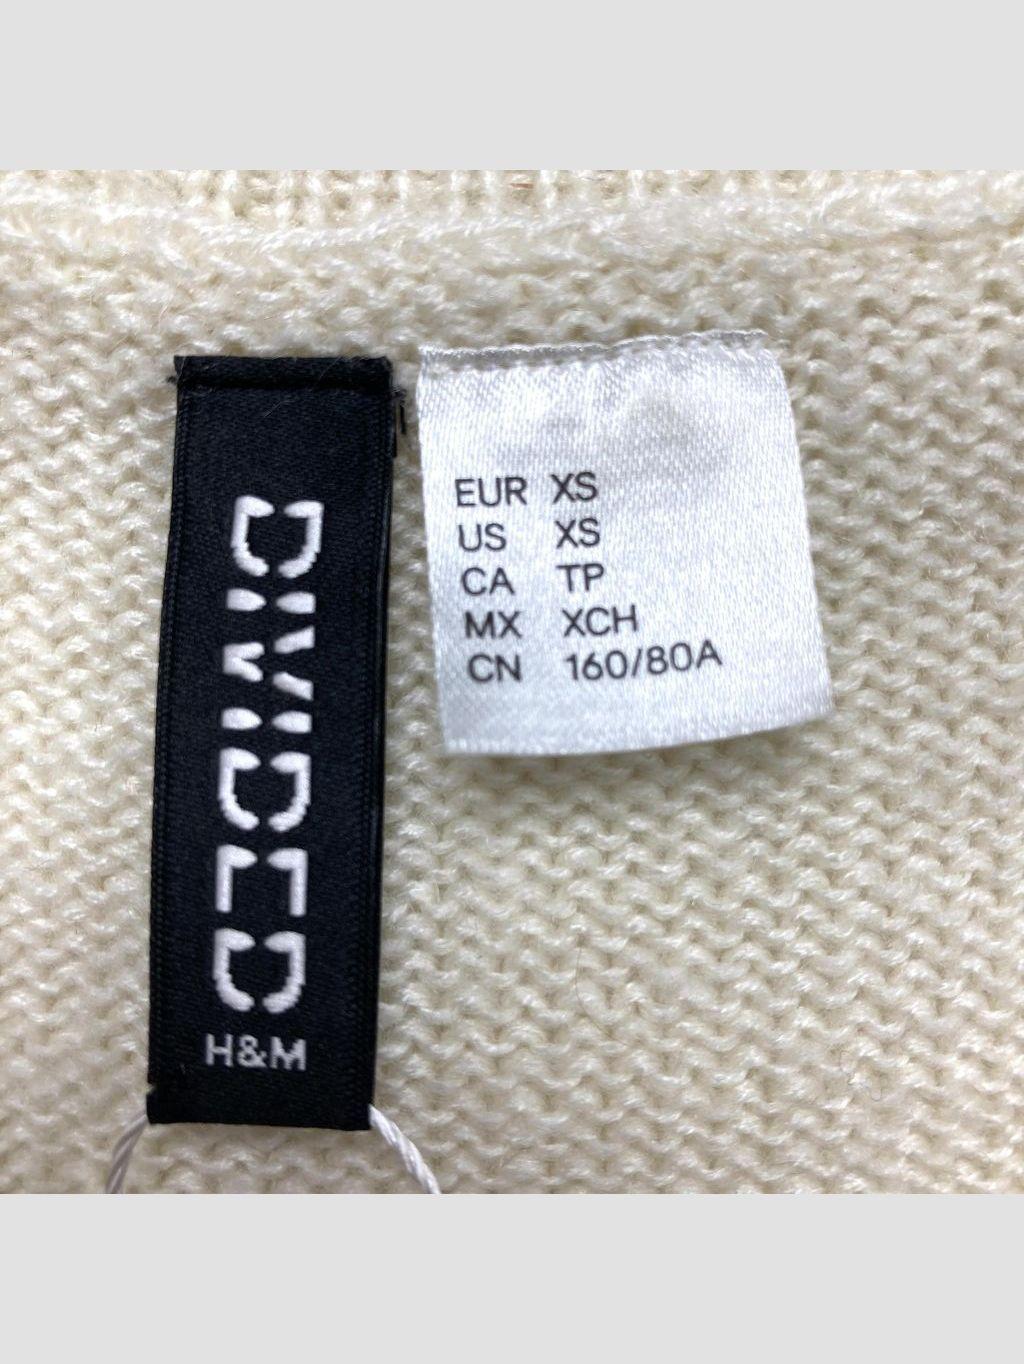 DIVIDED
H&M
EUR XS
US XS
CA TP
MX XCH
CN 160/80A